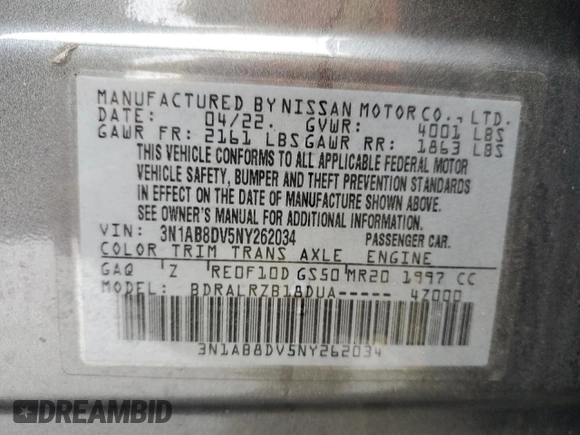 MANUFACTURED BY NISSAN MOTOR CO., LTD.
DATE: 04/22. GVWR: 4001 LBS
GAWR FR: 2161 LBS GAWR RR: 1863 LBS
THIS VEHICLE CONFORMS TO ALL APPLICABLE FEDERAL MOTOR
VEHICLE SAFETY, BUMPER AND THEFT PREVENTION STANDARDS
IN EFFECT ON THE DATE OF MANUFACTURE SHOWN ABOVE.
SEE OWNER'S MANUAL FOR ADDITIONAL INFORMATION.
VIN: 3N1AB8DV5NY262034 PASSENGER CAR.
COLOR TRIM TRANS AXLE ENGINE
GAQ Z RE0F10D GS50 MR20 1997 CC
MODEL: BDRALRZB18DUA----- 4Z000
3N1AB8DV5NY262034
DREAMBID